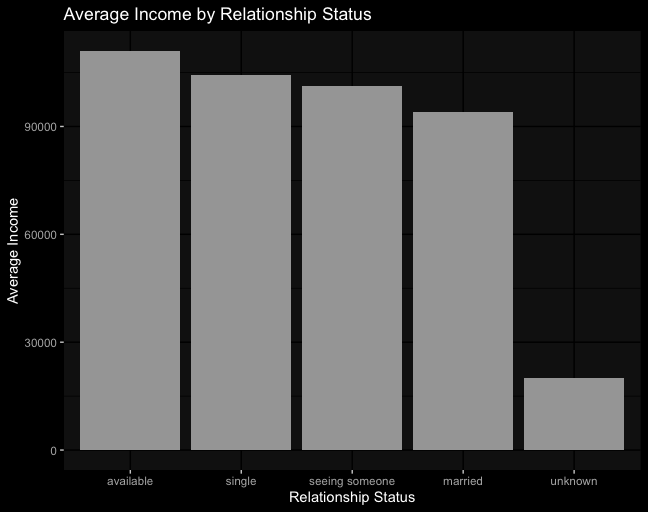 Average Income by Relationship Status
Average Income
90000
60000
30000
0
available single seeing someone married unknown
Relationship Status